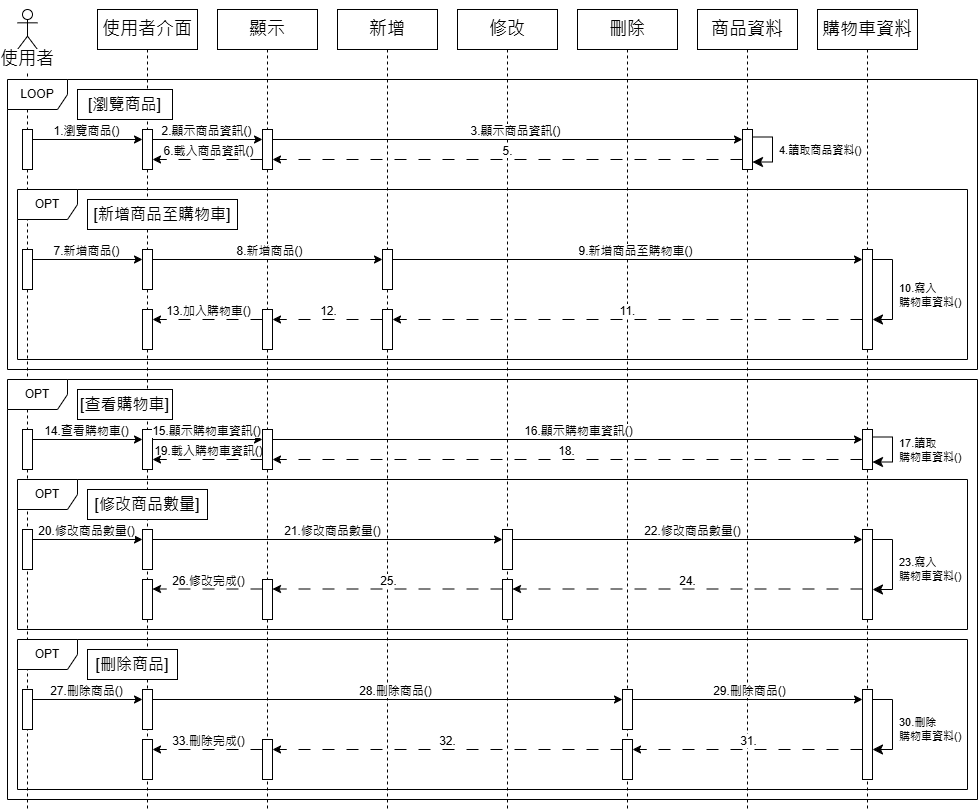 使用者
使用者介面
顯示
新增
修改
刪除
商品資料
購物車資料
LOOP
[瀏覽商品]
1.瀏覽商品()
2.顯示商品資訊()
3.顯示商品資訊()
4.讀取商品資料()
5.
6.載入商品資訊()
OPT
[新增商品至購物車]
7.新增商品()
8.新增商品()
9.新增商品至購物車()
10.寫入
購物車資料()
11.
12.
13.加入購物車()
OPT
[查看購物車]
14.查看購物車()
15.顯示購物車資訊()
16.顯示購物車資訊()
17.讀取
購物車資料()
18.
19.載入購物車資訊()
OPT
[修改商品數量]
20.修改商品數量()
21.修改商品數量()
22.修改商品數量()
23.寫入
購物車資料()
24.
25.
26.修改完成()
OPT
[刪除商品]
27.刪除商品()
28.刪除商品()
29.刪除商品()
30.刪除
購物車資料()
31.
32.
33.刪除完成()